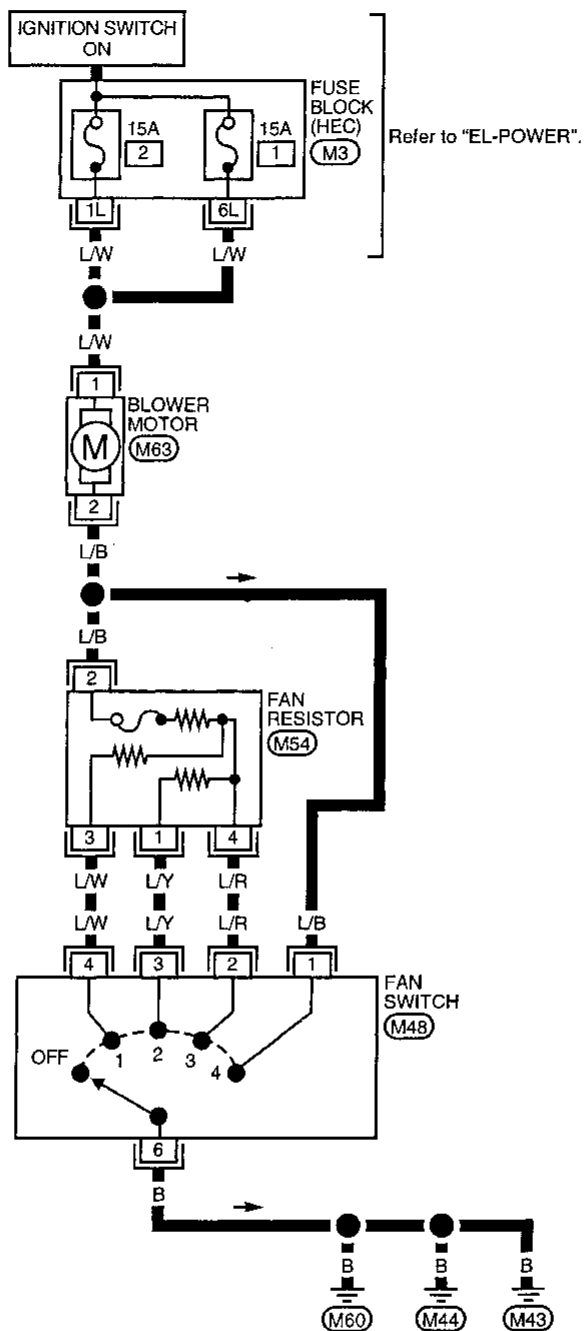 IGNITION SWITCH
ON
FUSE
BLOCK
(HEC)
M3
Refer to "EL-POWER".
15A
2
15A
1
1L
6L
L/W
L/W
L/W
1
BLOWER
MOTOR
M63
M
2
L/B
L/B
2
FAN
RESISTOR
M54
3
1
4
L/W
L/Y
L/R
L/W
L/Y
L/R
L/B
4
3
2
1
FAN
SWITCH
M48
OFF
1
2
3
4
6
B
B
B
B
M60
M44
M43